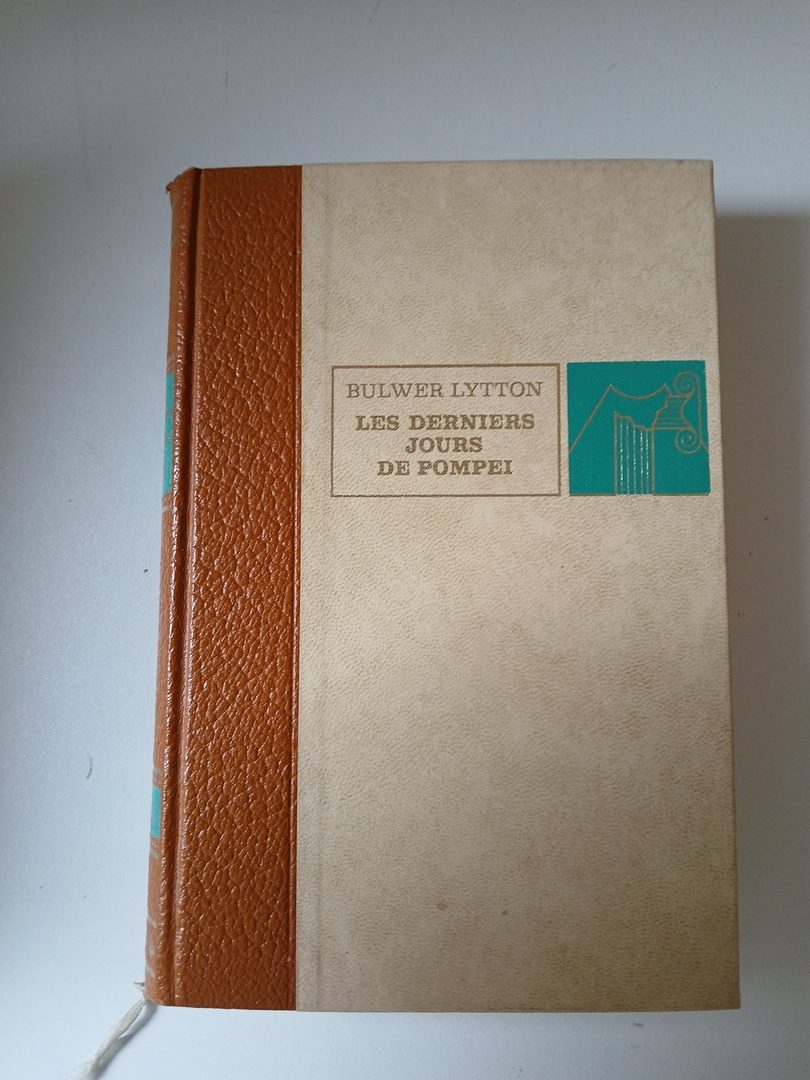 BULWER LYTTON
LES DERNIERS
JOURS
DE POMPEI